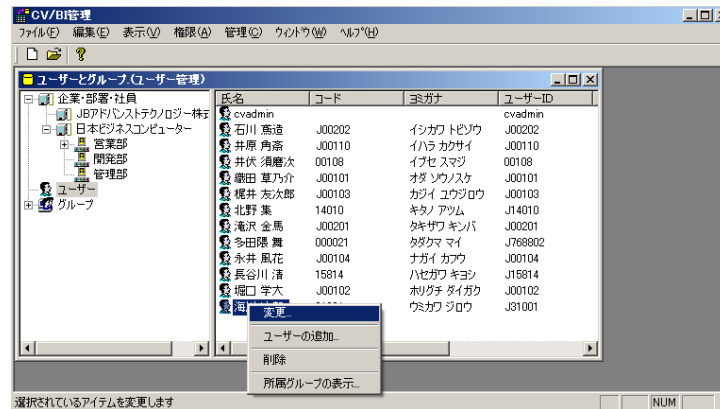 CV/BI管理
ファイル(F) 編集(E) 表示(V) 権限(A) 管理(C) ウィントﾞウ(W) ヘルプ(H)
ユーザーとグループ.(ユーザー管理)
企業・部署・社員
JBアドバンストテクノロジー株式
日本ビジネスコンピューター
営業部
開発部
管理部
ユーザー
グループ
氏名 コード ヨミガナ ユーザーID
cvadmin cvadmin
石川 鳶造 J00202 イシカワ トビゾウ J00202
井原 角斎 J00110 イハラ カクサイ J00110
井伏 須磨次 00108 イブセ スマジ 00108
織田 草乃介 J00101 オダ ソウノスケ J00101
梶井 友次郎 J00103 カジイ ユウジロウ J00103
北野 集 14010 キタノ アツム J14010
滝沢 金馬 J00201 タキザワ キンバ J00201
多田隈 舞 000021 タダクマ マイ J768802
永井 風花 J00104 ナガイ カフウ J00104
長谷川 清 15814 ハセガワ キヨシ J15814
堀口 学大 J00102 ホリグチ ダイガク J00102
ウミカワ ジロウ J31001
変更...
ユーザーの追加...
削除
所属グループの表示...
選択されているアイテムを変更します
NUM